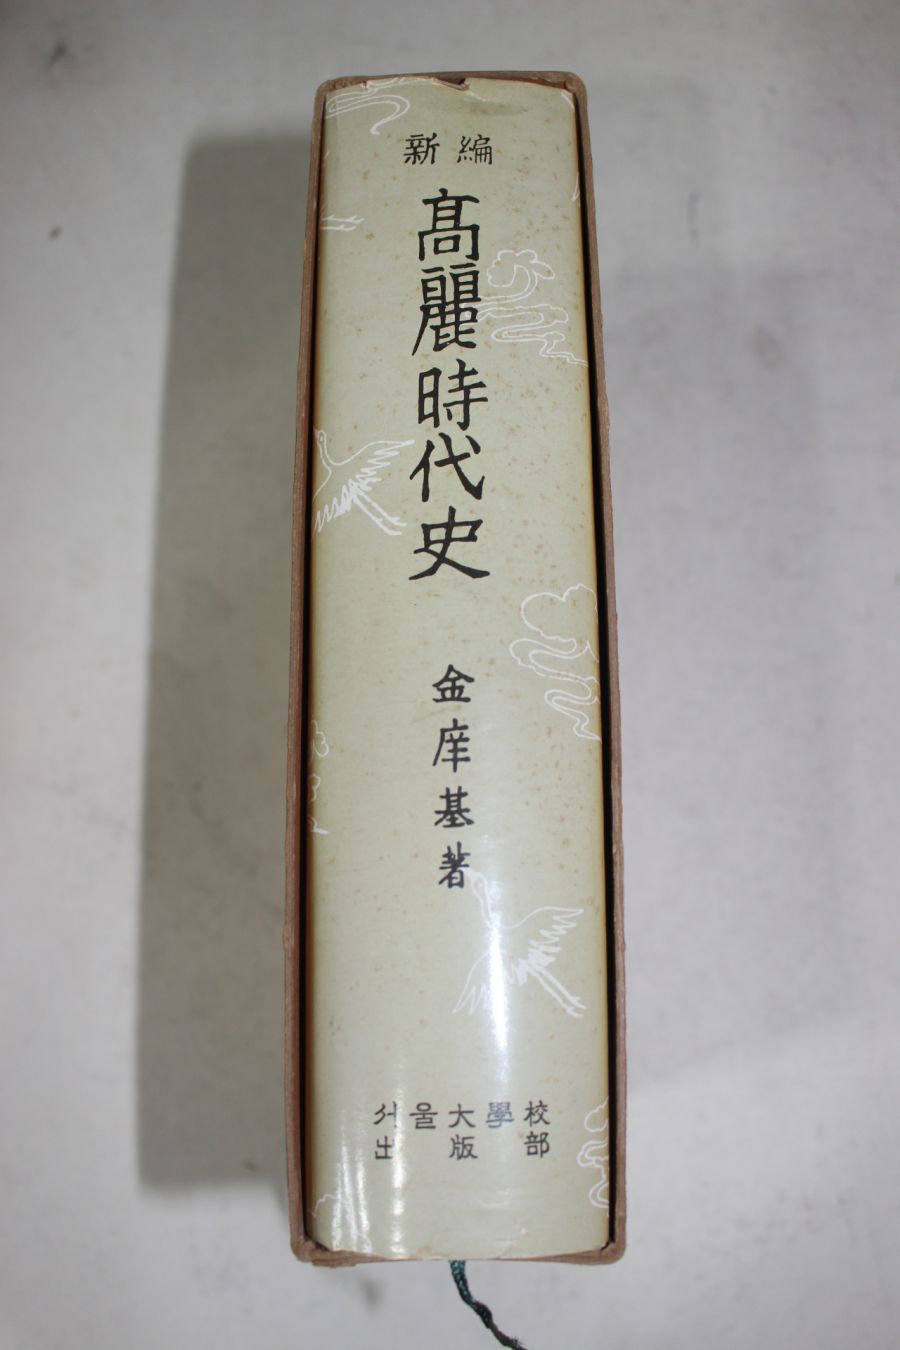 新編
高麗時代史
金庠基著
서울大學校
出版部